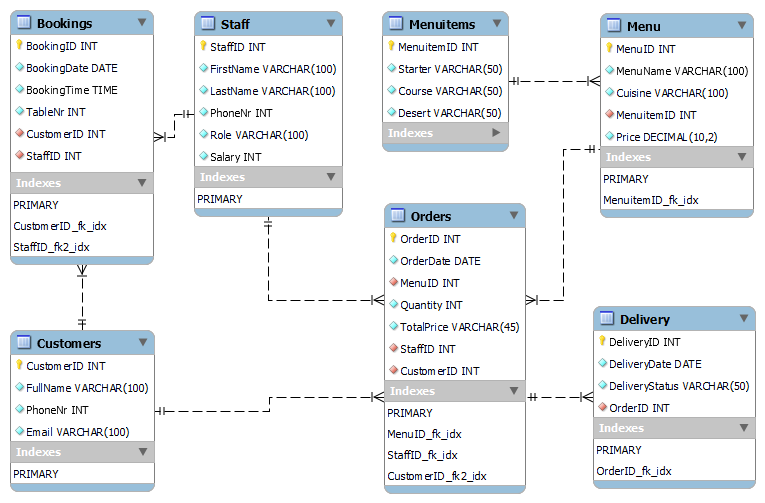 Bookings
BookingID INT
BookingDate DATE
BookingTime TIME
TableNr INT
CustomerID INT
StaffID INT
Indexes
PRIMARY
CustomerID_fk_idx
StaffID_fk2_idx
Staff
StaffID INT
FirstName VARCHAR(100)
LastName VARCHAR(100)
PhoneNr INT
Role VARCHAR(100)
Salary INT
Indexes
PRIMARY
Menuitems
MenuitemID INT
Starter VARCHAR(50)
Course VARCHAR(50)
Desert VARCHAR(50)
Indexes
Menu
MenuID INT
MenuName VARCHAR(100)
Cuisine VARCHAR(100)
MenuitemID INT
Price DECIMAL(10,2)
Indexes
PRIMARY
MenuitemID_fk_idx
Customers
CustomerID INT
FullName VARCHAR(100)
PhoneNr INT
Email VARCHAR(100)
Indexes
PRIMARY
Orders
OrderID INT
OrderDate DATE
MenuID INT
Quantity INT
TotalPrice VARCHAR(45)
StaffID INT
CustomerID INT
Indexes
PRIMARY
MenuID_fk_idx
StaffID_fk_idx
CustomerID_fk2_idx
Delivery
DeliveryID INT
DeliveryDate DATE
DeliveryStatus VARCHAR(50)
OrderID INT
Indexes
PRIMARY
OrderID_fk_idx